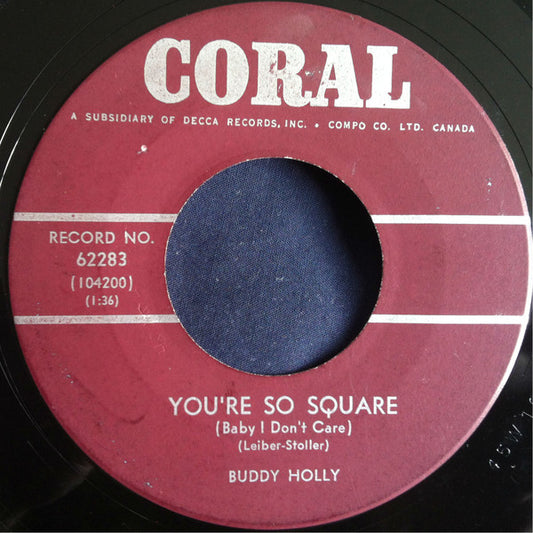 CORAL
A SUBSIDIARY OF DECCA RECORDS, INC. • COMPO CO. LTD. CANADA
RECORD NO.
62283
(104200)
(1:36)
YOU'RE SO SQUARE
(Baby I Don't Care)
(Leiber-Stoller)
BUDDY HOLLY